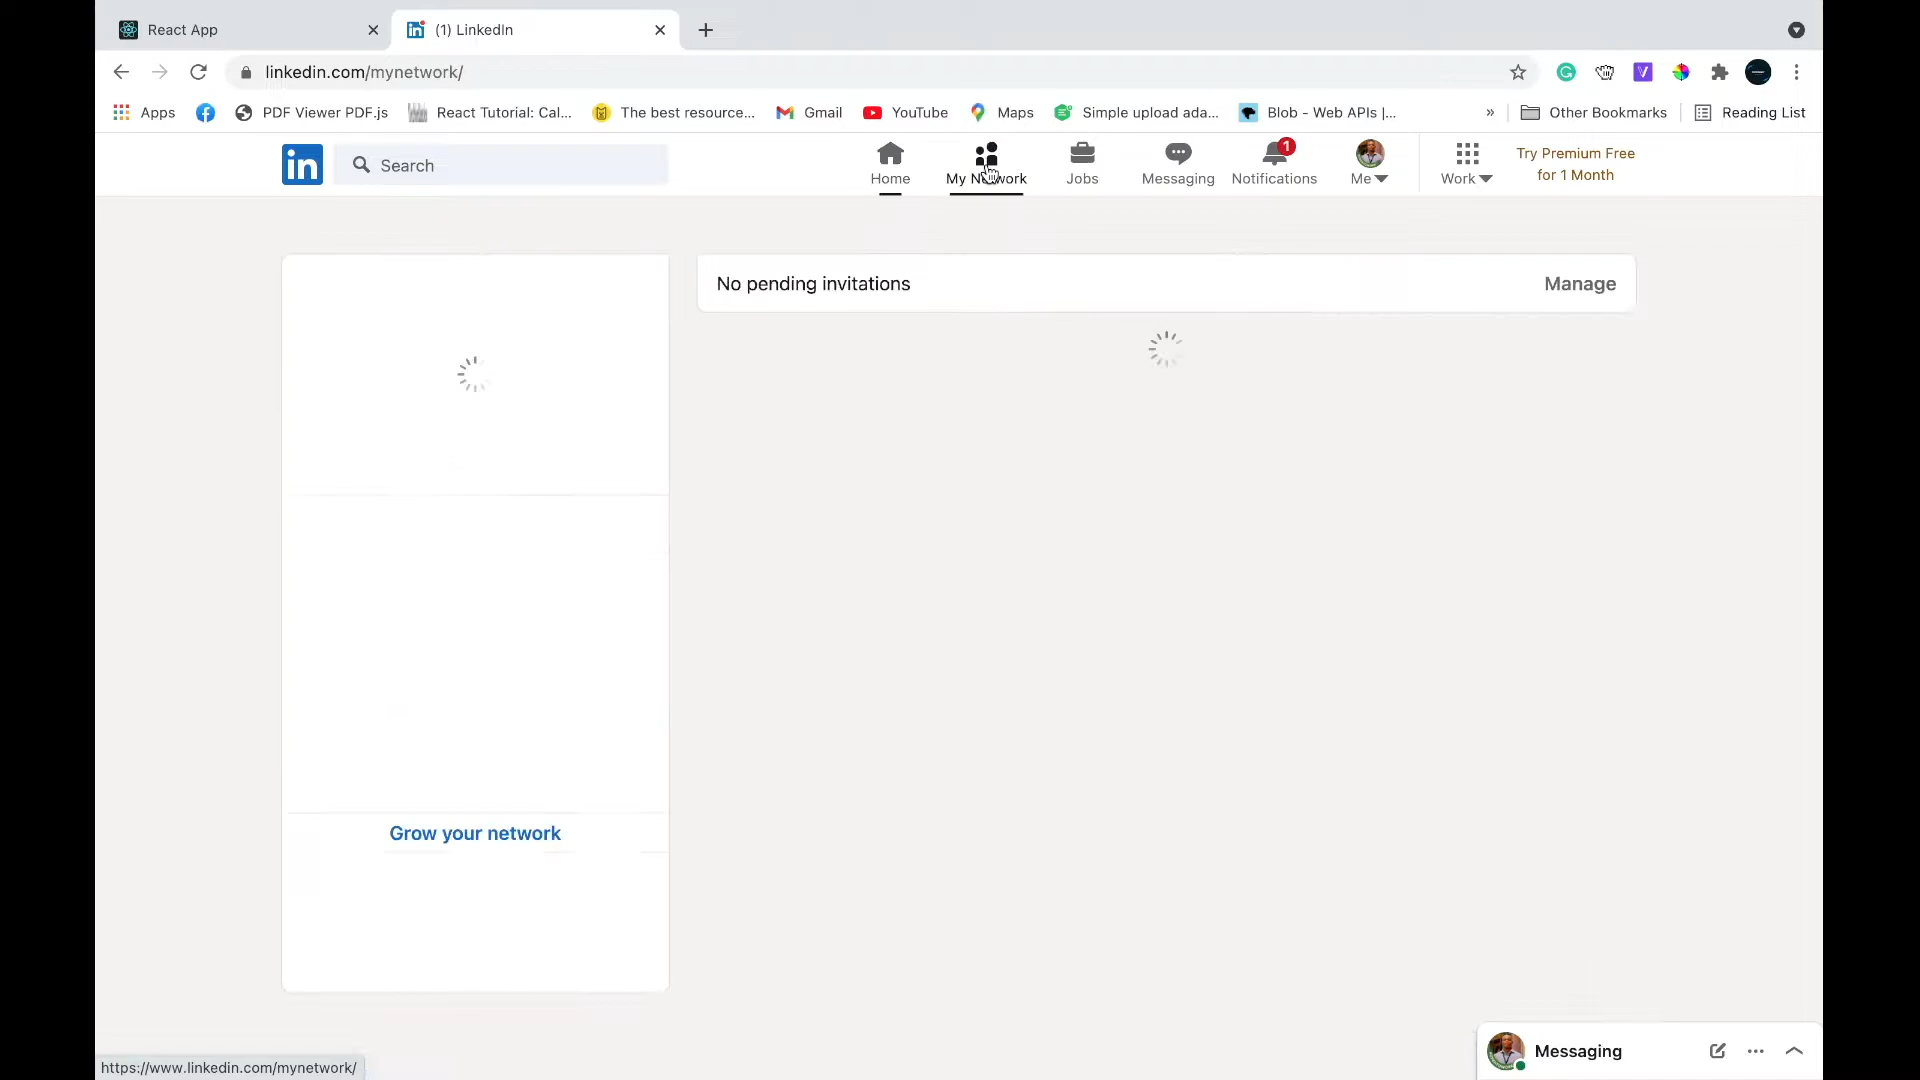 React App
(1) LinkedIn
linkedin.com/mynetwork/
Apps
PDF Viewer PDF.js
React Tutorial: Cal...
The best resource...
Gmail
YouTube
Maps
Simple upload ada...
Blob - Web APIs |...
»
Other Bookmarks
Reading List
in
Search
Home
My Network
Jobs
Messaging
1
Notifications
Me
Work
Try Premium Free
for 1 Month
No pending invitations
Manage
Grow your network
Messaging
https://www.linkedin.com/mynetwork/